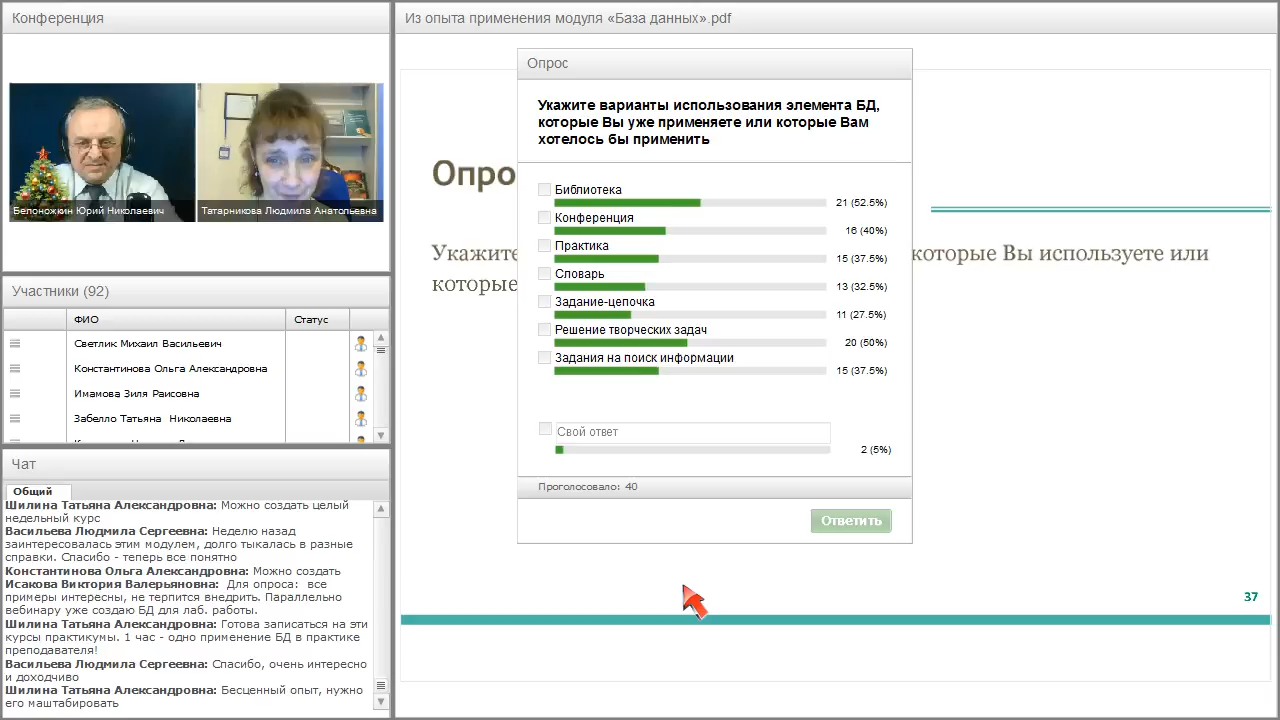 Конференция
Белоножкин Юрий Николаевич
Татарникова Людмила Анатольевна
Участники (92)
ФИО
Статус
Светлик Михаил Васильевич
Константинова Ольга Александровна
Имамова Зиля Раисовна
Забелло Татьяна Николаевна
Чат
Общий
Шилина Татьяна Александровна: Можно создать целый
недельный курс
Васильева Людмила Сергеевна: Неделю назад
заинтересовалась этим модулем, долго тыкалась в разные
справки. Спасибо - теперь все понятно
Константинова Ольга Александровна: Можно создать
Исакова Виктория Валерьяновна: Для опроса: все
примеры интересны, не терпится внедрить. Параллельно
вебинару уже создаю БД для лаб. работы.
Шилина Татьяна Александровна: Готова записаться на эти
курсы практикумы. 1 час - одно применение БД в практике
преподавателя!
Васильева Людмила Сергеевна: Спасибо, очень интересно
и доходчиво
Шилина Татьяна Александровна: Бесценный опыт, нужно
его маштабировать
Из опыта применения модуля «База данных».pdf
Опро
Укажите
которые Вы используете или
которые
Опрос
Укажите варианты использования элемента БД,
которые Вы уже применяете или которые Вам
хотелось бы применить
Библиотека
21 (52.5%)
Конференция
16 (40%)
Практика
15 (37.5%)
Словарь
13 (32.5%)
Задание-цепочка
11 (27.5%)
Решение творческих задач
20 (50%)
Задания на поиск информации
15 (37.5%)
Свой ответ
2 (5%)
Проголосовало: 40
Ответить
37